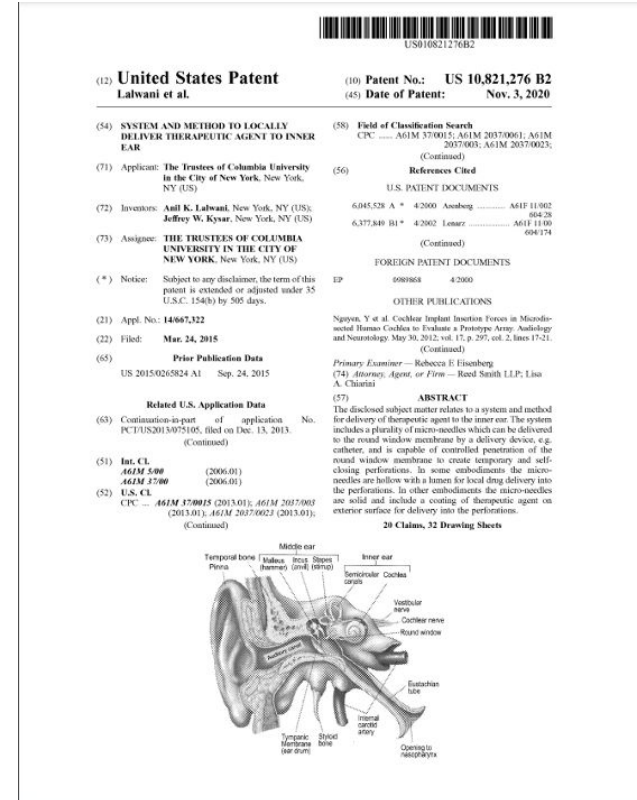 US010821276B2
(12) United States Patent
Lalwani et al.
(10) Patent No.: US 10,821,276 B2
(45) Date of Patent: Nov. 3, 2020
(54) SYSTEM AND METHOD TO LOCALLY
DELIVER THERAPEUTIC AGENT TO INNER
EAR
(71) Applicant: The Trustees of Columbia University
in the City of New York, New York,
NY (US)
(72) Inventors: Anil K. Lalwani, New York, NY (US);
Jeffrey W. Kysar, New York, NY (US)
(73) Assignee: THE TRUSTEES OF COLUMBIA
UNIVERSITY IN THE CITY OF
NEW YORK, New York, NY (US)
(*) Notice: Subject to any disclaimer, the term of this
patent is extended or adjusted under 35
U.S.C. 154(b) by 505 days.
(21) Appl. No.: 14/667,322
(22) Filed: Mar. 24, 2015
(65) Prior Publication Data
US 2015/0265824 A1 Sep. 24, 2015
Related U.S. Application Data
(63) Continuation-in-part of application No.
PCT/US2013/075105, filed on Dec. 13, 2013.
(Continued)
(51) Int. Cl.
A61M 5/00 (2006.01)
A61M 37/00 (2006.01)
(52) U.S. Cl.
CPC ... A61M 37/0015 (2013.01); A61M 2037/003
(2013.01); A61M 2037/0023 (2013.01);
(Continued)
(58) Field of Classification Search
CPC ...... A61M 37/0015; A61M 2037/0061; A61M
2037/003; A61M 2037/0023;
(Continued)
(56) References Cited
U.S. PATENT DOCUMENTS
6,045,528 A * 4/2000 Arenberg .............. A61F 11/002
604/28
6,377,849 B1 * 4/2002 Lenarz ................. A61F 11/00
604/174
(Continued)
FOREIGN PATENT DOCUMENTS
EP 0989868 4/2000
OTHER PUBLICATIONS
Nguyen, Y et al. Cochlear Implant Insertion Forces in Microdis-
sected Human Cochlea to Evaluate a Prototype Array. Audiology
and Neurotology. May 30, 2012; vol. 17, p. 297, col. 2, lines 17-21.
(Continued)
Primary Examiner — Rebecca E Eisenberg
(74) Attorney, Agent, or Firm — Reed Smith LLP; Lisa
A. Chiarini
(57) ABSTRACT
The disclosed subject matter relates to a system and method
for delivery of therapeutic agent to the inner ear. The system
includes a plurality of micro-needles which can be delivered
to the round window membrane by a delivery device, e.g.
catheter, and is capable of controlled penetration of the
round window membrane to create temporary and self-
closing perforations. In some embodiments the micro-
needles are hollow with a lumen for local drug delivery into
the perforations. In other embodiments the micro-needles
are solid and include a coating of therapeutic agent on
exterior surface for delivery into the perforations.
20 Claims, 32 Drawing Sheets
Middle ear
Temporal bone
Pinna
Malleus
(hammer)
Incus
(anvil)
Stapes
(stirrup)
Inner ear
Semicircular
canals
Cochlea
Vestibular
nerve
Cochlear nerve
Round window
Auditory canal
Eustachian
tube
Internal
carotid
artery
Tympanic
Membrane
(ear drum)
Styloid
bone
Opening to
nasopharynx